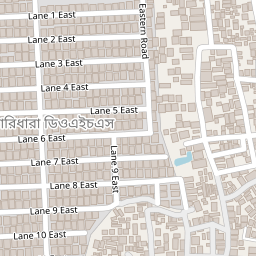 Lane 1 East
Eastern Road
Lane 2 East
Lane 3 East
Lane 4 East
Lane 5 East
বারিধারা ডিওএইচএস
Lane 6 East
Lane 7 East
Lane 9 East
Lane 8 East
Lane 9 East
Lane 10 East